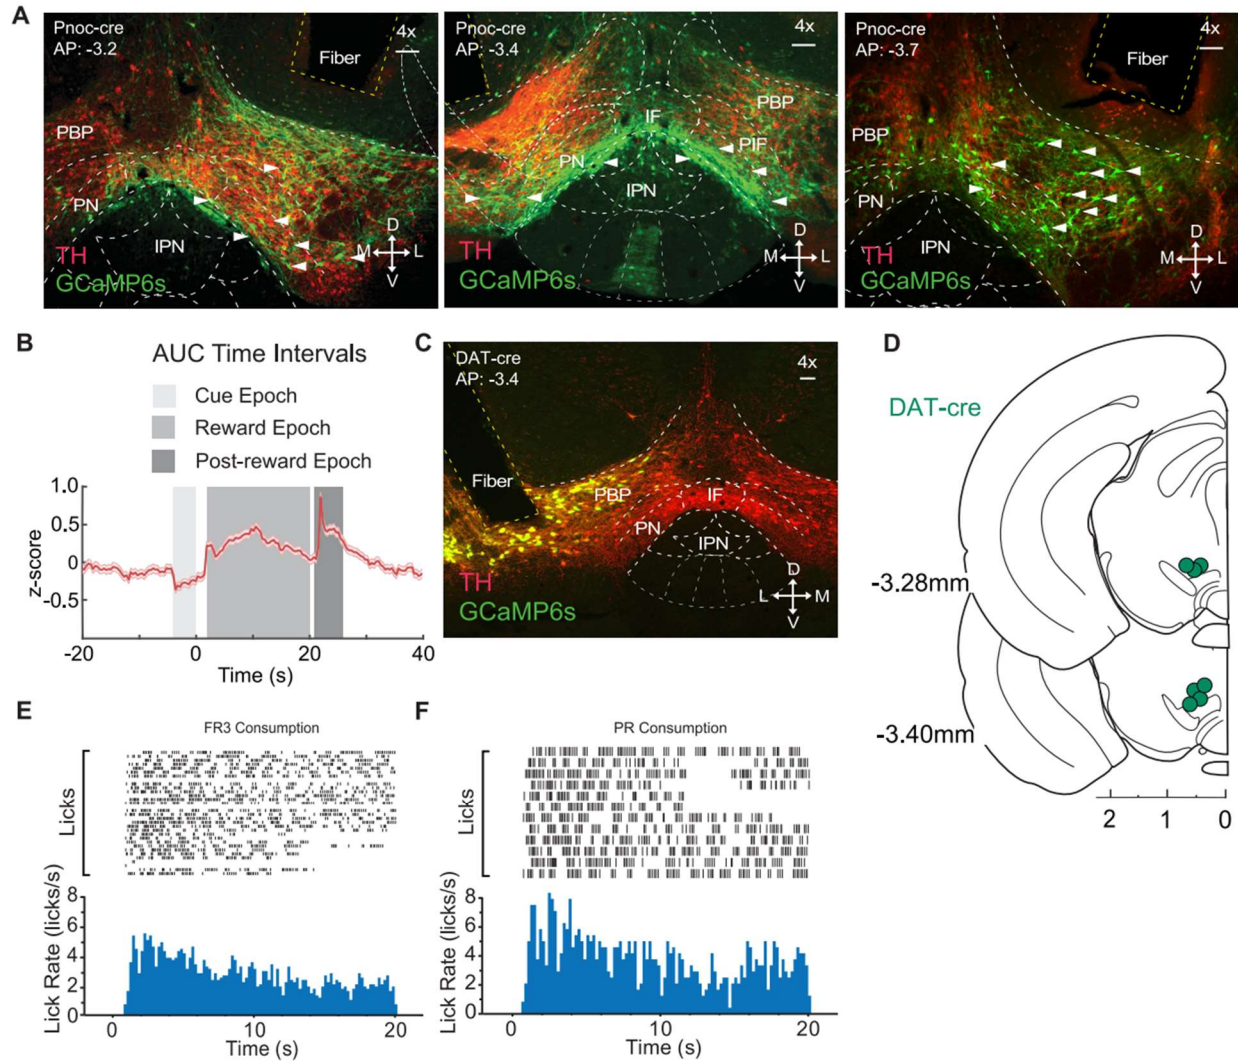 A
Pnoc-cre
AP: -3.2
4x
Fiber
PBP
PN
IPN
TH
GCaMP6s
D
M L
V
Pnoc-cre
AP: -3.4
4x
IF
PBP
PIF
PN
IPN
TH
GCaMP6s
D
M L
V
Pnoc-cre
AP: -3.7
4x
Fiber
PBP
PN
IPN
TH
GCaMP6s
D
M L
V
B
AUC Time Intervals
Cue Epoch
Reward Epoch
Post-reward Epoch
z-score
1.0
0.5
0
-0.5
-20 0 20 40
Time (s)
C
DAT-cre
AP: -3.4
4x
Fiber
PBP
IF
PN
IPN
TH
GCaMP6s
D
L M
V
D
DAT-cre
-3.28mm
-3.40mm
2 1 0
E
FR3 Consumption
Licks
Lick Rate (licks/s)
8
6
4
2
0
0 10 20
Time (s)
F
PR Consumption
Licks
Lick Rate (licks/s)
8
6
4
2
0
0 10 20
Time (s)